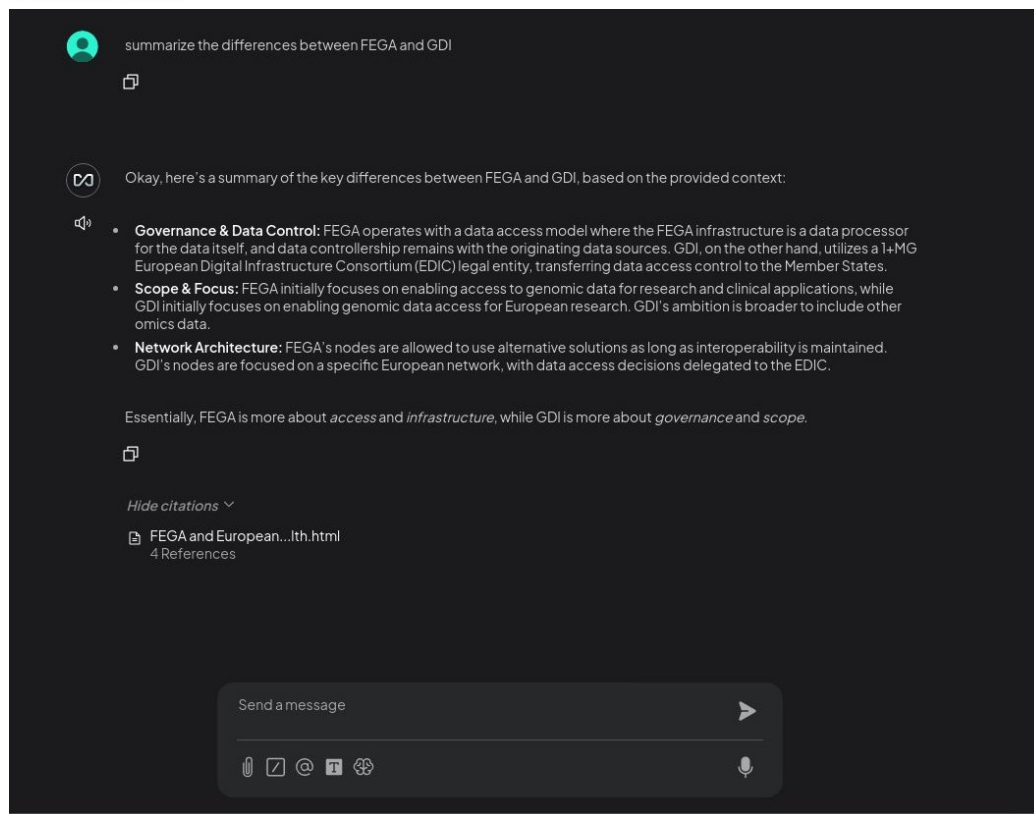 summarize the differences between FEGA and GDI
Okay, here's a summary of the key differences between FEGA and GDI, based on the provided context:
• Governance & Data Control: FEGA operates with a data access model where the FEGA infrastructure is a data processor
for the data itself, and data controllership remains with the originating data sources. GDI, on the other hand, utilizes a 1+MG
European Digital Infrastructure Consortium (EDIC) legal entity, transferring data access control to the Member States.
• Scope & Focus: FEGA initially focuses on enabling access to genomic data for research and clinical applications, while
GDI initially focuses on enabling genomic data access for European research. GDI's ambition is broader to include other
omics data.
• Network Architecture: FEGA's nodes are allowed to use alternative solutions as long as interoperability is maintained.
GDI's nodes are focused on a specific European network, with data access decisions delegated to the EDIC.
Essentially, FEGA is more about access and infrastructure, while GDI is more about governance and scope.
Hide citations
FEGA and European...lth.html
4 References
Send a message